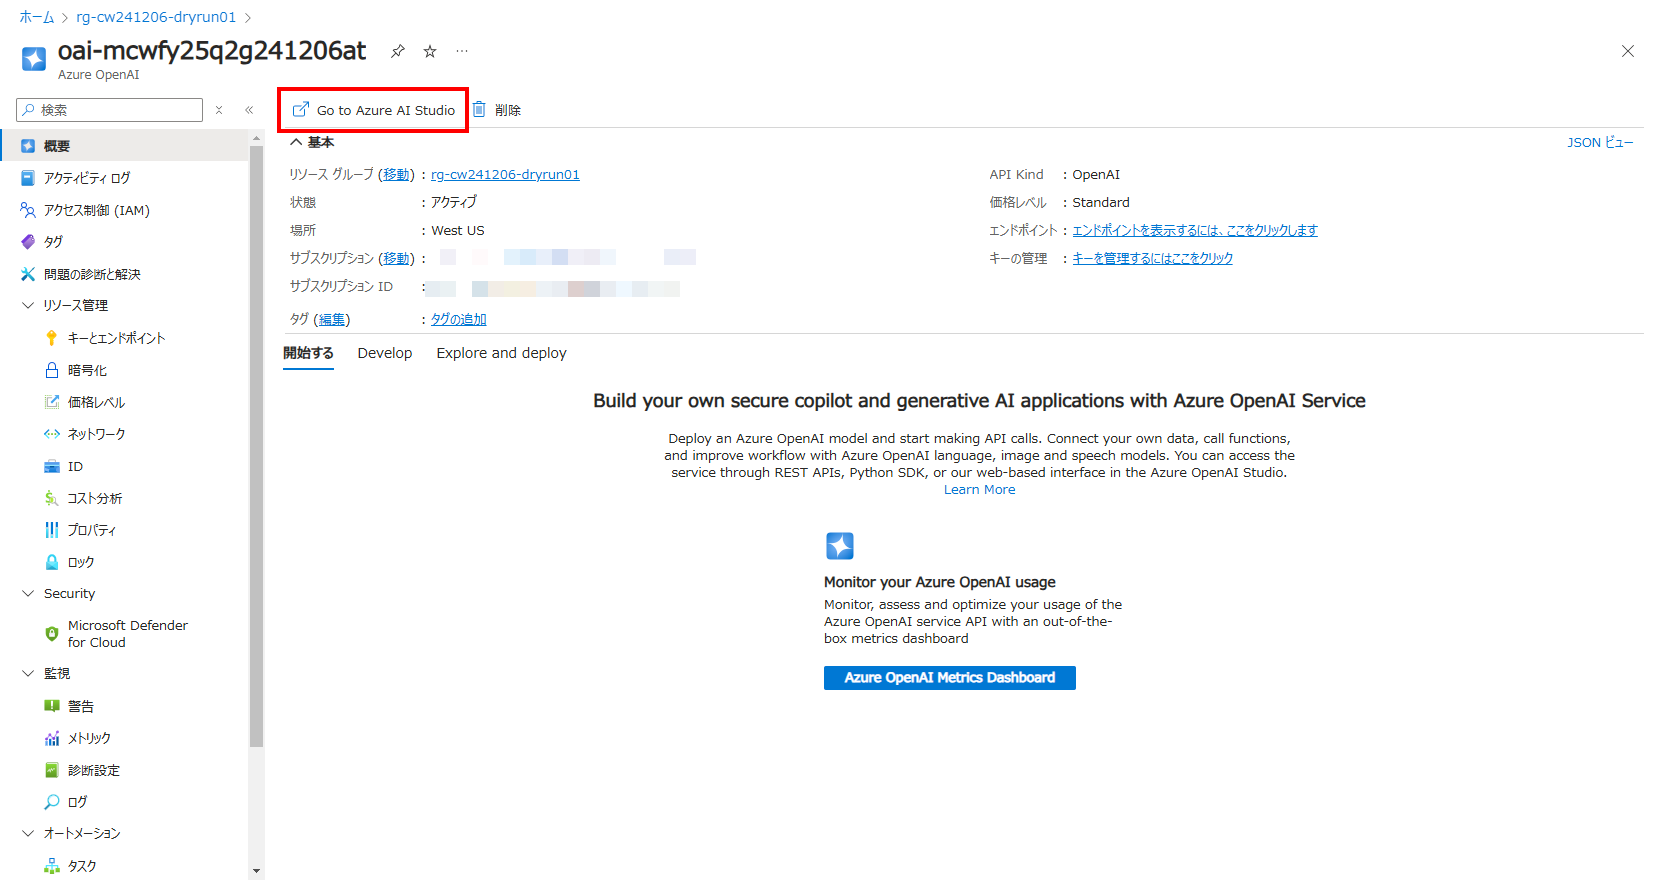 ホーム > rg-cw241206-dryrun01 >
oai-mcwfy25q2g241206at
Azure OpenAI
検索
Go to Azure AI Studio
削除
概要
アクティビティ ログ
アクセス制御 (IAM)
タグ
問題の診断と解決
リソース管理
キーとエンドポイント
暗号化
価格レベル
ネットワーク
ID
コスト分析
プロパティ
ロック
Security
Microsoft Defender
for Cloud
監視
警告
メトリック
診断設定
ログ
オートメーション
タスク
基本
JSON ビュー
リソース グループ (移動) : rg-cw241206-dryrun01
状態 : アクティブ
場所 : West US
サブスクリプション (移動) :
サブスクリプション ID :
タグ (編集) : タグの追加
API Kind : OpenAI
価格レベル : Standard
エンドポイント : エンドポイントを表示するには、ここをクリックします
キーの管理 : キーを管理するにはここをクリック
開始する Develop Explore and deploy
Build your own secure copilot and generative AI applications with Azure OpenAI Service
Deploy an Azure OpenAI model and start making API calls. Connect your own data, call functions,
and improve workflow with Azure OpenAI language, image and speech models. You can access the
service through REST APIs, Python SDK, or our web-based interface in the Azure OpenAI Studio.
Learn More
Monitor your Azure OpenAI usage
Monitor, assess and optimize your usage of the
Azure OpenAI service API with an out-of-the-
box metrics dashboard
Azure OpenAI Metrics Dashboard